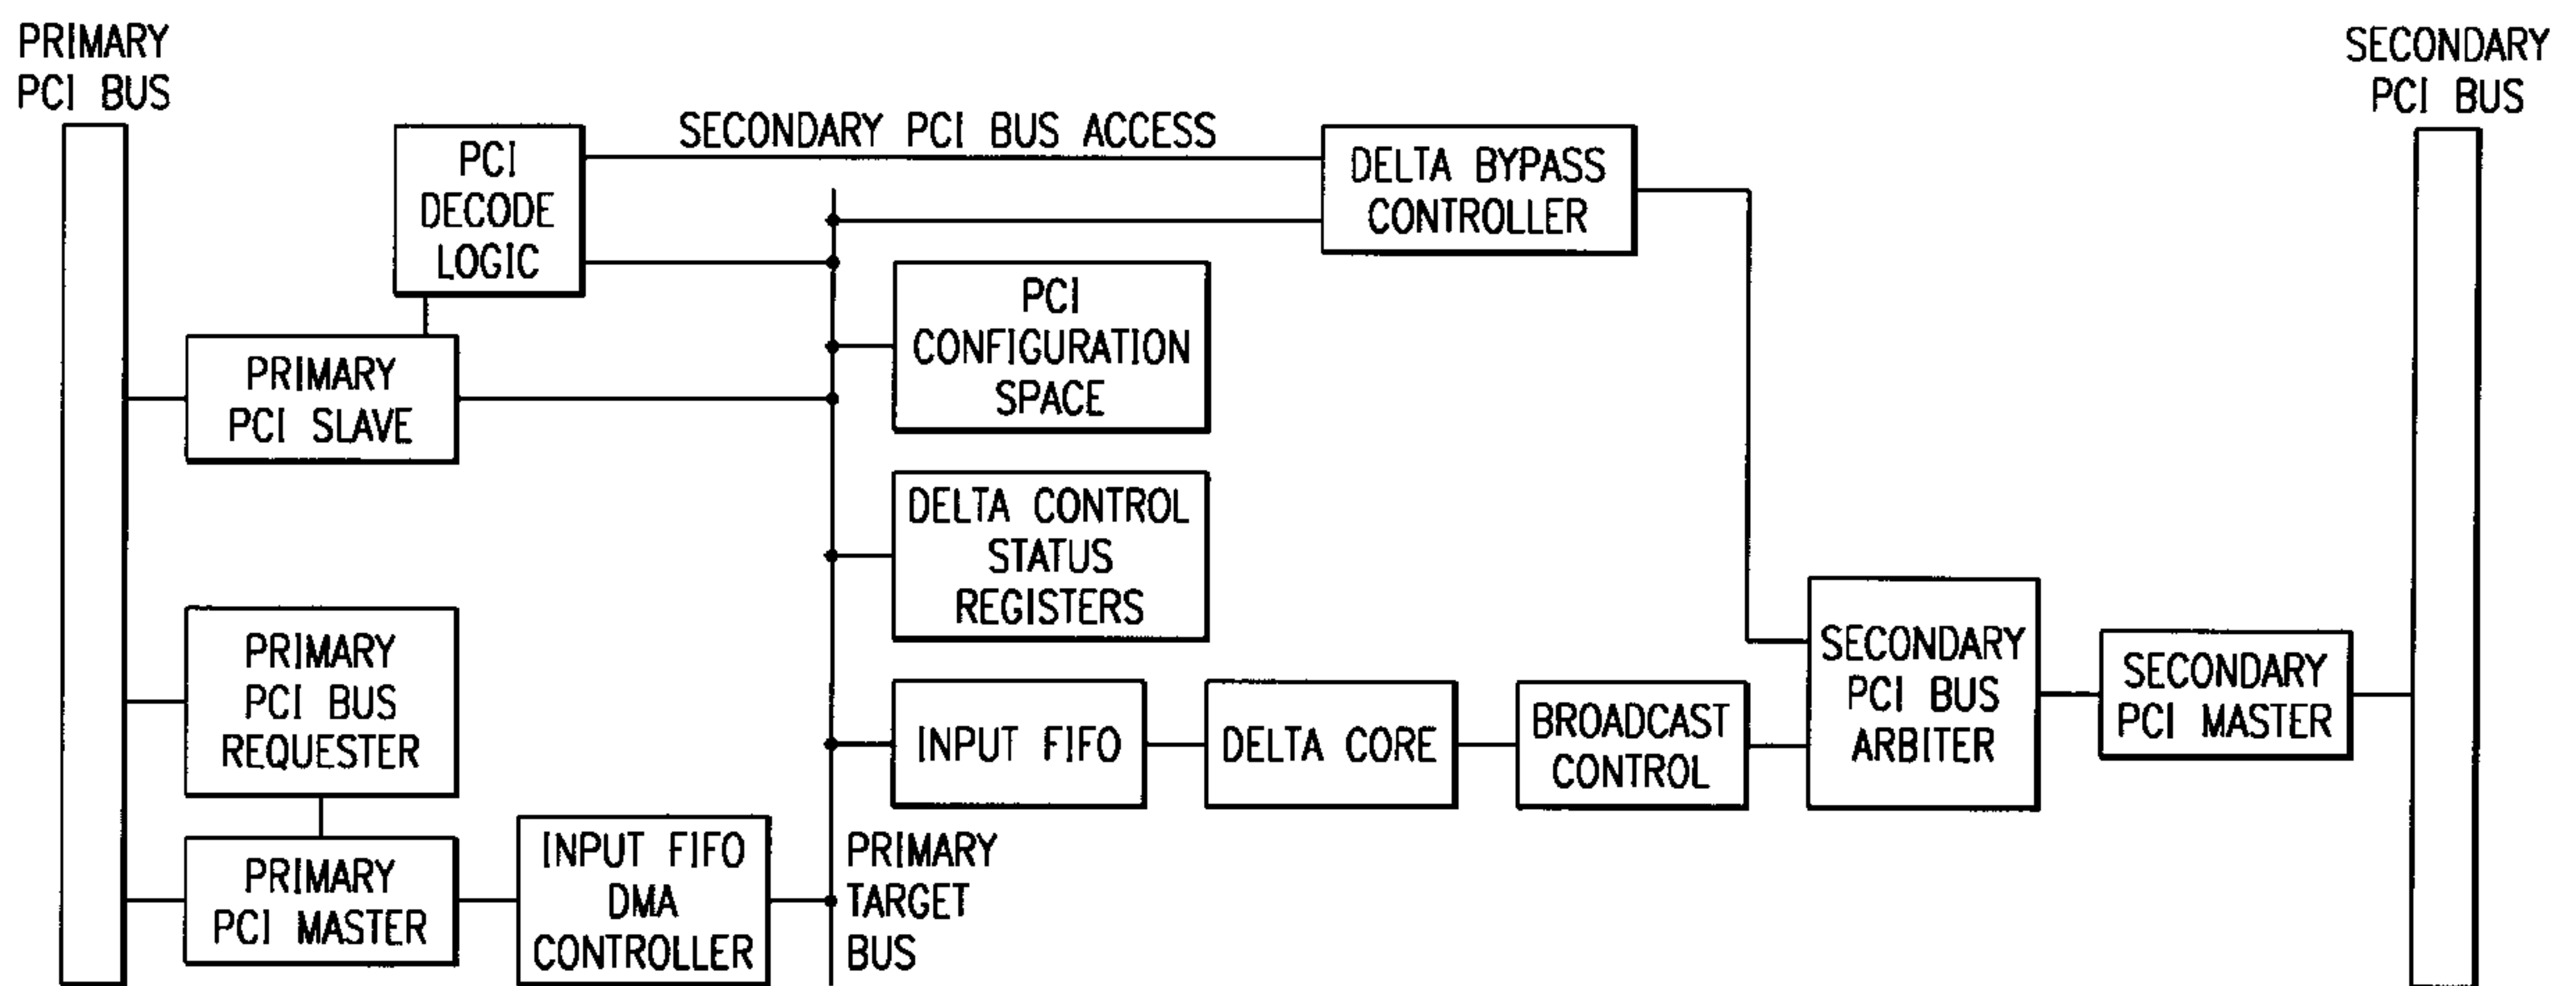 PRIMARY
PCI BUS
SECONDARY
PCI BUS
PCI
DECODE
LOGIC
SECONDARY PCI BUS ACCESS
DELTA BYPASS
CONTROLLER
PCI
CONFIGURATION
SPACE
PRIMARY
PCI SLAVE
DELTA CONTROL
STATUS
REGISTERS
PRIMARY
PCI BUS
REQUESTER
INPUT FIFO
DELTA CORE
BROADCAST
CONTROL
SECONDARY
PCI BUS
ARBITER
SECONDARY
PCI MASTER
PRIMARY
PCI MASTER
INPUT FIFO
DMA
CONTROLLER
PRIMARY
TARGET
BUS